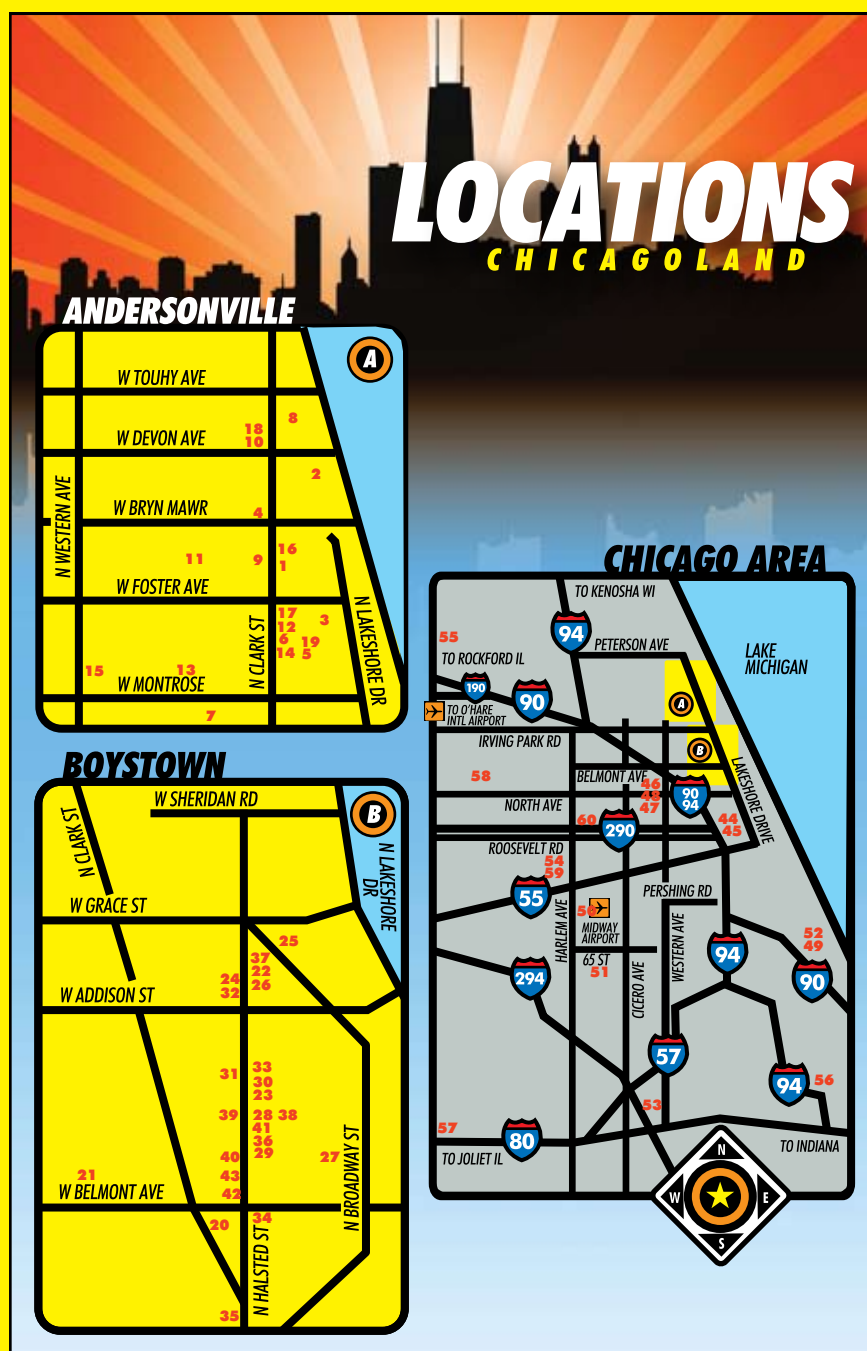 LOCATIONS
CHICAGOLAND
ANDERSONVILLE
A
W TOUHY AVE
8
18
W DEVON AVE
10
2
N WESTERN AVE
W BRYN MAWR
4
16
11
9
1
W FOSTER AVE
17
12
3
6
19
14
5
N CLARK ST
N LAKESHORE DR
15
13
W MONTROSE
7
BOYSTOWN
B
W SHERIDAN RD
N CLARK ST
N LAKESHORE
DR
W GRACE ST
25
37
22
24
26
32
W ADDISON ST
33
31
30
23
39
28 38
41
36
29
40
27
43
21
42
W BELMONT AVE
N BROADWAY ST
34
20
N HALSTED ST
35
CHICAGO AREA
TO KENOSHA WI
94
55
PETERSON AVE
TO ROCKFORD IL
LAKE
MICHIGAN
190
90
A
TO O'HARE
INTL AIRPORT
IRVING PARK RD
B
58
BELMONT AVE
46
48
47
90
94
LAKESHORE DRIVE
NORTH AVE
60
290
44
45
ROOSEVELT RD
54
59
55
PERSHING RD
HARLEM AVE
50
MIDWAY
AIRPORT
WESTERN AVE
52
49
94
65 ST
51
CICERO AVE
294
90
57
94
56
53
57
80
TO JOLIET IL
TO INDIANA
N
W
E
S